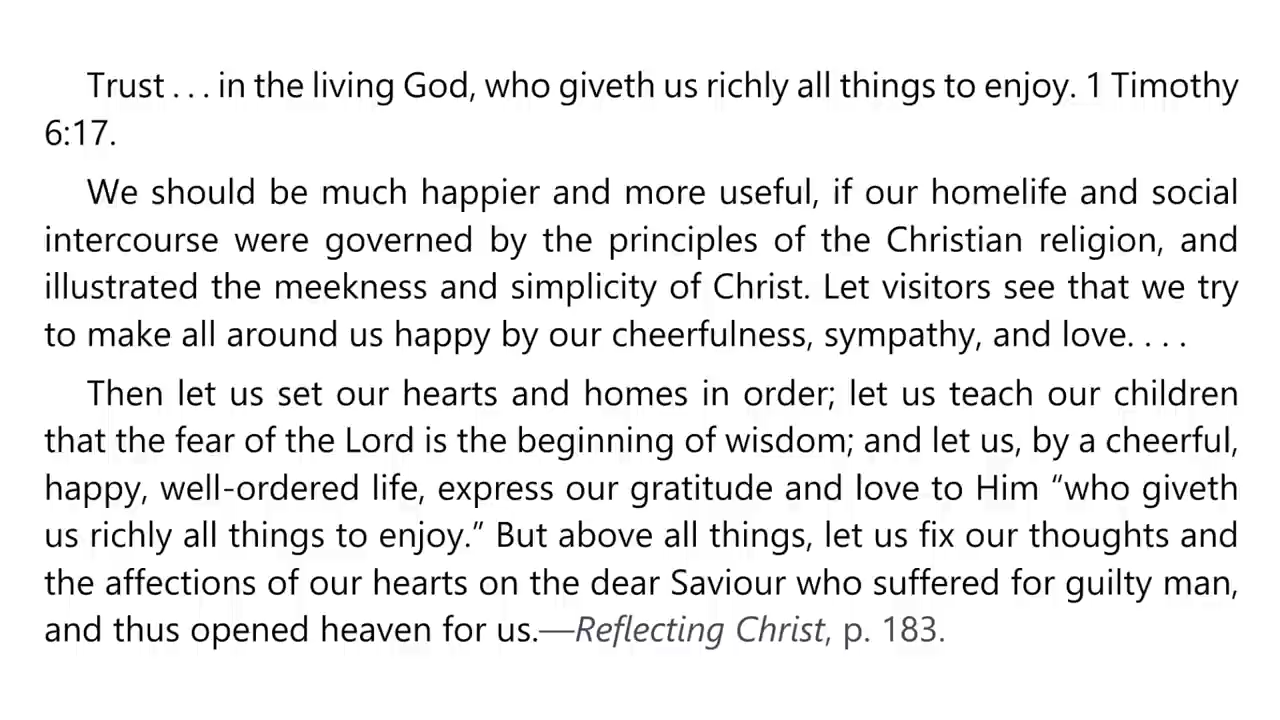 Trust . . . in the living God, who giveth us richly all things to enjoy. 1 Timothy
6:17.
We should be much happier and more useful, if our homelife and social
intercourse were governed by the principles of the Christian religion, and
illustrated the meekness and simplicity of Christ. Let visitors see that we try
to make all around us happy by our cheerfulness, sympathy, and love. . . .
Then let us set our hearts and homes in order; let us teach our children
that the fear of the Lord is the beginning of wisdom; and let us, by a cheerful,
happy, well-ordered life, express our gratitude and love to Him “who giveth
us richly all things to enjoy.” But above all things, let us fix our thoughts and
the affections of our hearts on the dear Saviour who suffered for guilty man,
and thus opened heaven for us.—Reflecting Christ, p. 183.